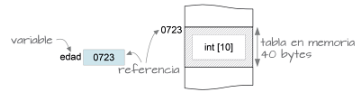 variable
edad 0723
referencia
0723
int [10]
tabla en memoria
40 bytes